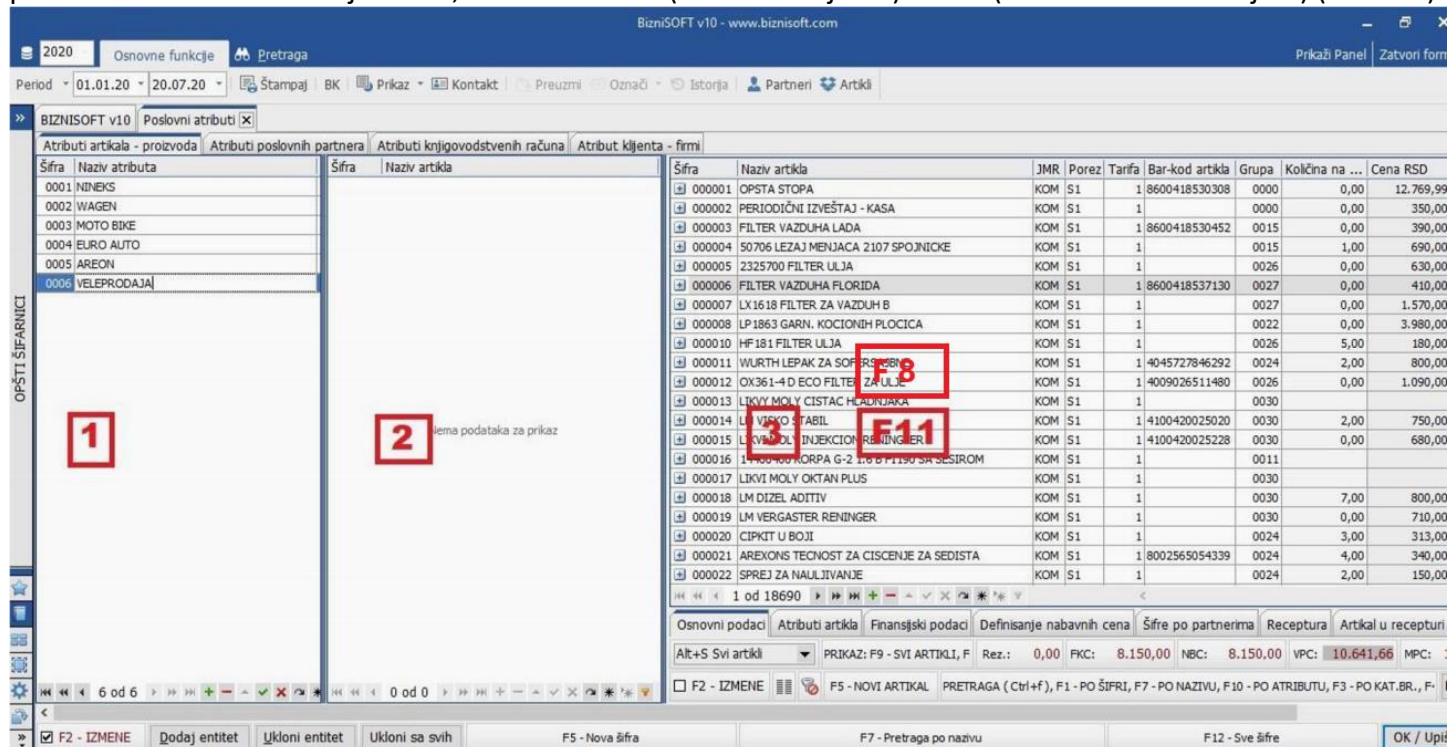 BizniSOFT v10 - www.biznisoft.com
2020 Osnovne funkcije Pretraga Prikaži Panel Zatvori form
Period 01.01.20 20.07.20 Štampaj BK Prikaz Kontakt Preuzmi Označi Istorija Partneri Artikli
BIZNISOFT v10 Poslovni atributi
Atributi artikala - proizvoda Atributi poslovnih partnera Atributi knjigovodstvenih računa Atribut klijenta - firmi
OPŠTI ŠIFARNICI
Šifra Naziv atributa
0001 NINEKS
0002 WAGEN
0003 MOTO BIKE
0004 EURO AUTO
0005 AREON
0006 VELEPRODAJA
1
6 od 6
Šifra Naziv artikla
2
Nema podataka za prikaz
0 od 0
Šifra Naziv artikla JMR Porez Tarifa Bar-kod artikla Grupa Količina na ... Cena RSD
000001 OPSTA STOPA KOM S1 1 8600418530308 0000 0,00 12.769,99
000002 PERIODIČNI IZVEŠTAJ - KASA KOM S1 1 0000 0,00 350,00
000003 FILTER VAZDUHA LADA KOM S1 1 8600418530452 0015 0,00 390,00
000004 50706 LEZAJ MENJACA 2107 SPOJNICKE KOM S1 1 0015 1,00 690,00
000005 2325700 FILTER ULJA KOM S1 1 0026 0,00 630,00
000006 FILTER VAZDUHA FLORIDA KOM S1 1 8600418537130 0027 0,00 410,00
000007 LX1618 FILTER ZA VAZDUH B KOM S1 1 0027 0,00 1.570,00
000008 LP1863 GARN. KOCIONIH PLOCICA KOM S1 1 0022 0,00 3.980,00
000010 HF181 FILTER ULJA KOM S1 1 0026 5,00 180,00
000011 WURTH LEPAK ZA KOM S1 1 4045727846292 0024 2,00 800,00
F 8
000012 OX361-4 D ECO FILTER ZA ULJE KOM S1 1 4009026511480 0026 0,00 1.090,00
000013 LIKVY MOLY CISTAC HLADNJAKA KOM S1 1 0030
000014 LM VISKO STABIL KOM S1 1 4100420025020 0030 2,00 750,00
3 F11
000015 LIKVI MOLY INJEKCION RENINGER KOM S1 1 4100420025228 0030 0,00 680,00
000016 KORPA G-2 1.6 B FI190 SA SESIROM KOM S1 1 0011
000017 LIKVI MOLY OKTAN PLUS KOM S1 1 0030
000018 LM DIZEL ADITIV KOM S1 1 0030 7,00 800,00
000019 LM VERGASTER RENINGER KOM S1 1 0030 0,00 710,00
000020 CIPKIT U BOJI KOM S1 1 0024 3,00 313,00
000021 AREXONS TECNOST ZA CISCENJE ZA SEDISTA KOM S1 1 8002565054339 0024 4,00 340,00
000022 SPREJ ZA NAULJIVANJE KOM S1 1 0024 2,00 150,00
1 od 18690
Osnovni podaci Atributi artikla Finansijski podaci Definisanje nabavnih cena Šifre po partnerima Receptura Artikal u recepturi
Alt+S Svi artikli PRIKAZ: F9 - SVI ARTIKLI, F Rez.: 0,00 FKC: 8.150,00 NBC: 8.150,00 VPC: 10.641,66 MPC:
F2 - IZMENE F5 - NOVI ARTIKAL PRETRAGA ( Ctrl+f ), F1 - PO ŠIFRI, F7 - PO NAZIVU, F10 - PO ATRIBUTU, F3 - PO KAT.BR., F
F2 - IZMENE Dodaj entitet Ukloni entitet Ukloni sa svih F5 - Nova šifra F7 - Pretraga po nazivu F12 - Sve šifre OK / Upiš